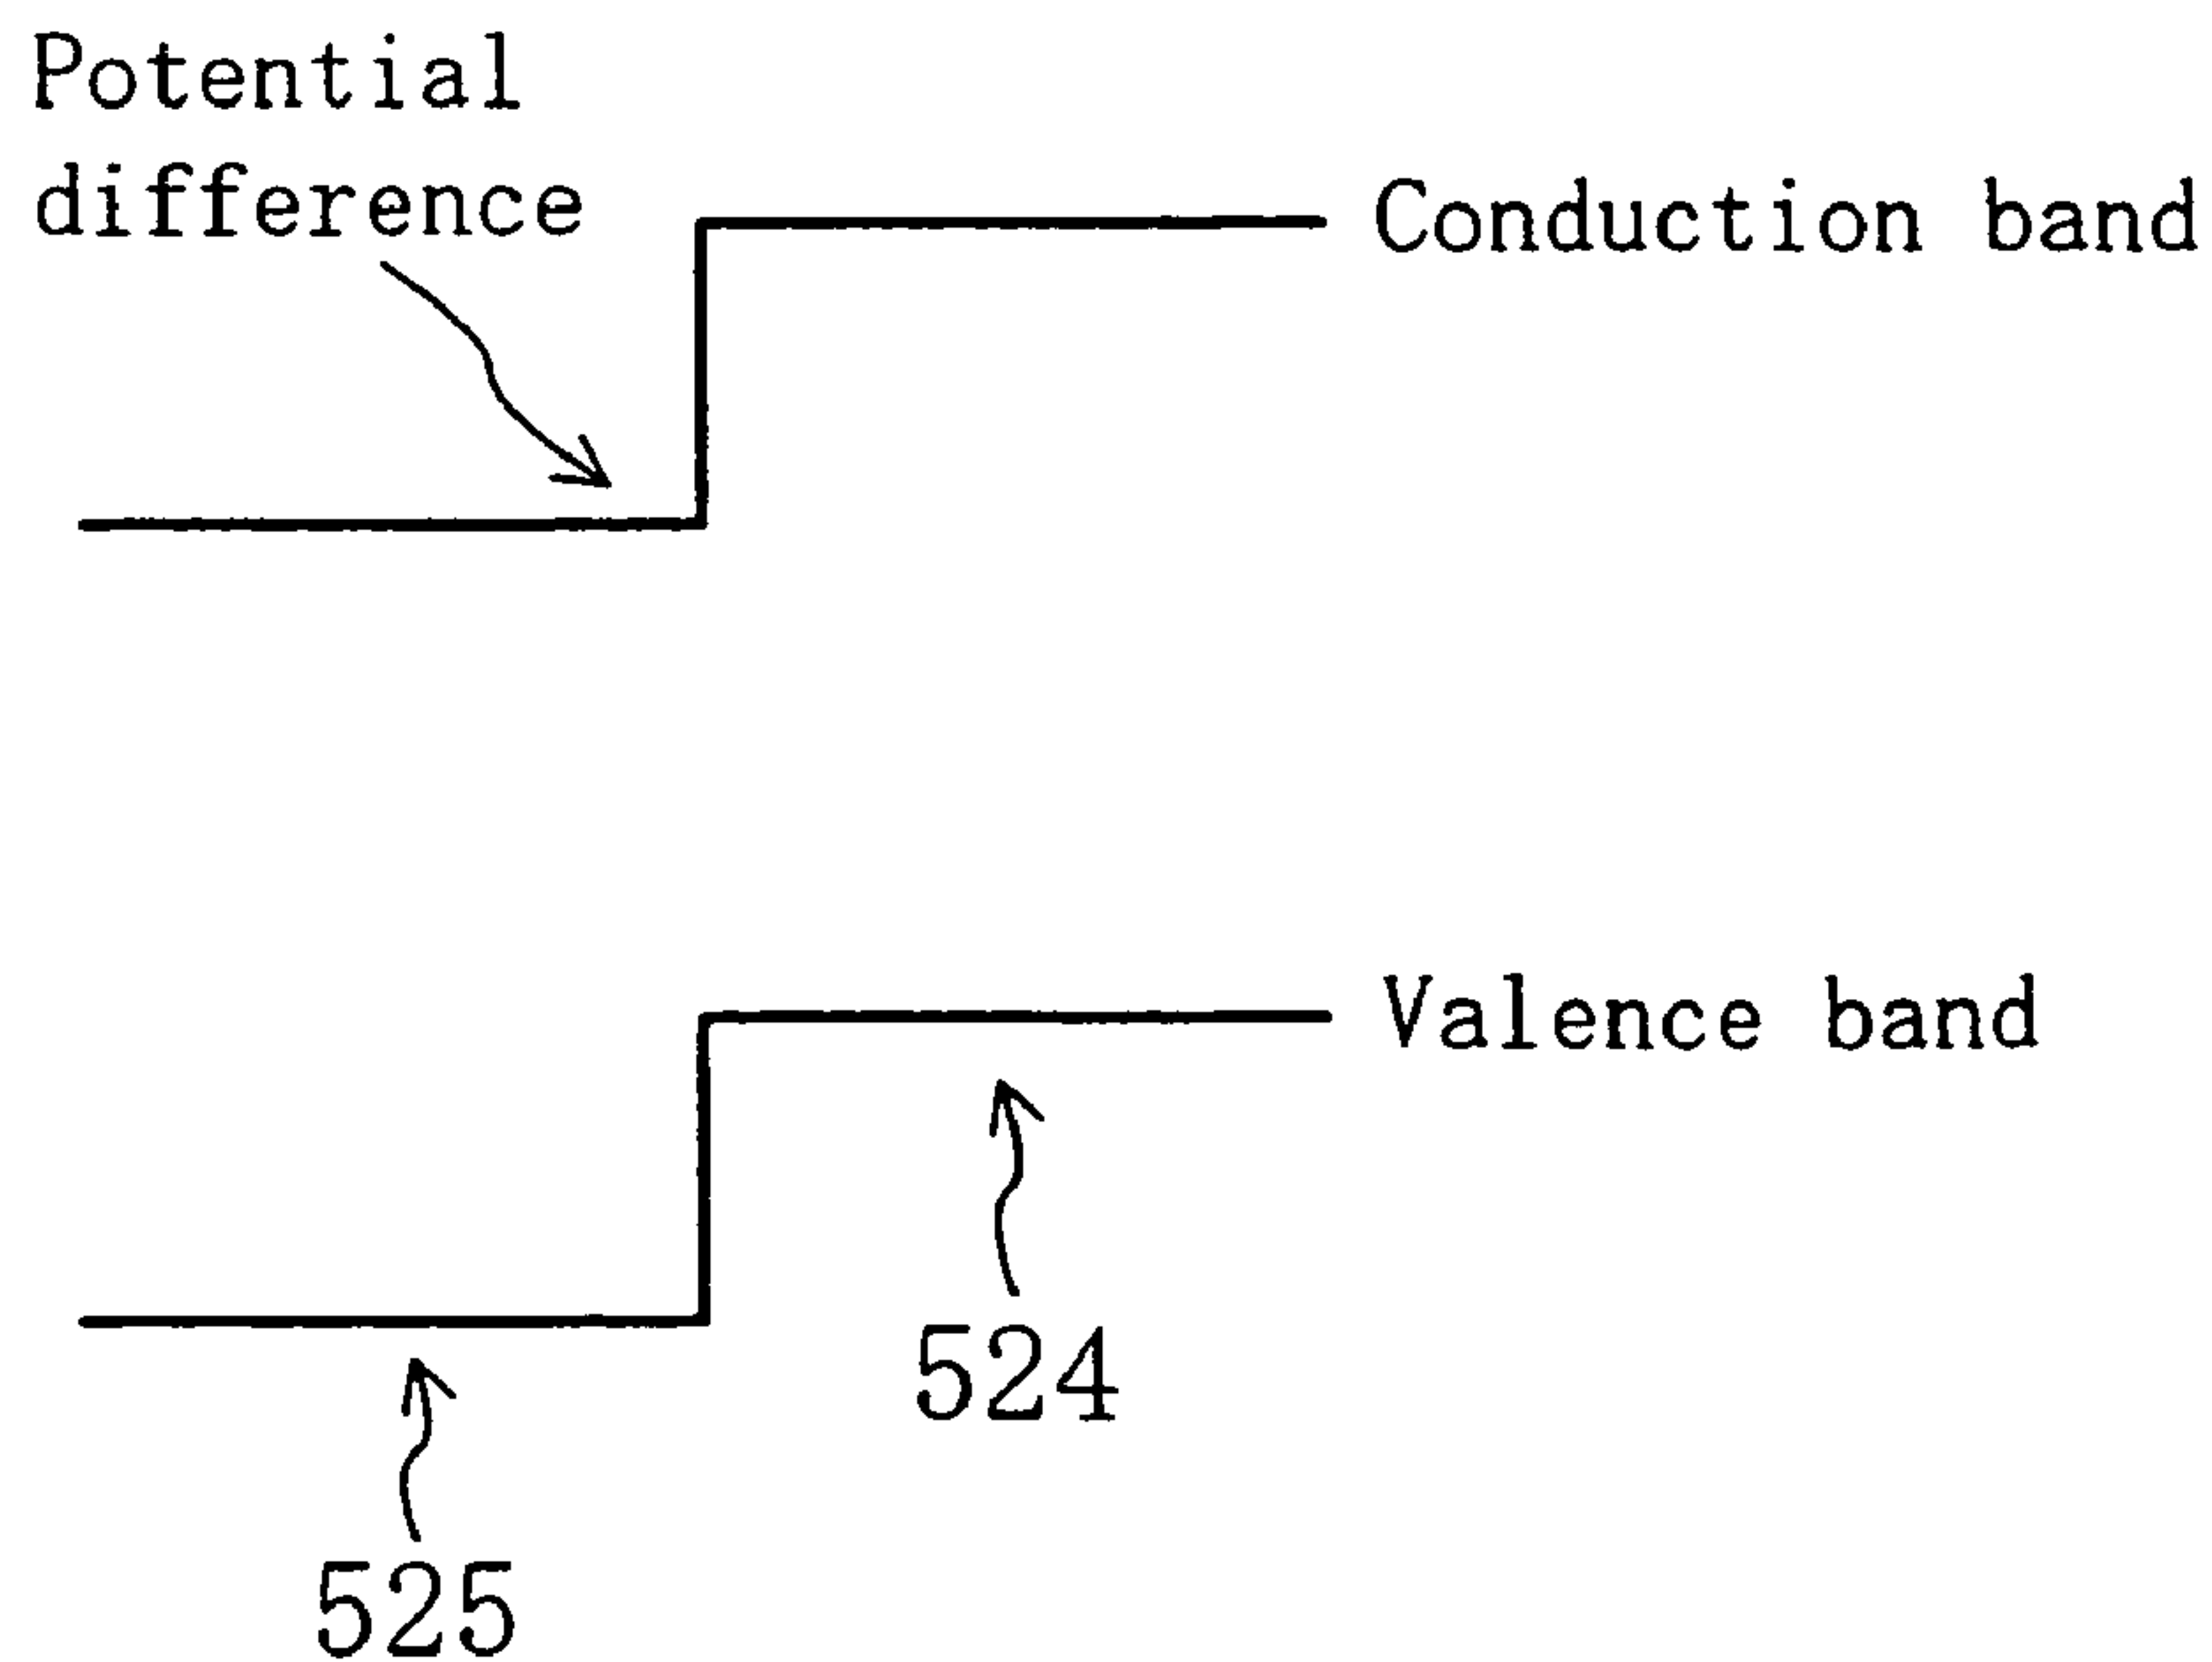 Potential
difference
Conduction band
Valence band
524
525